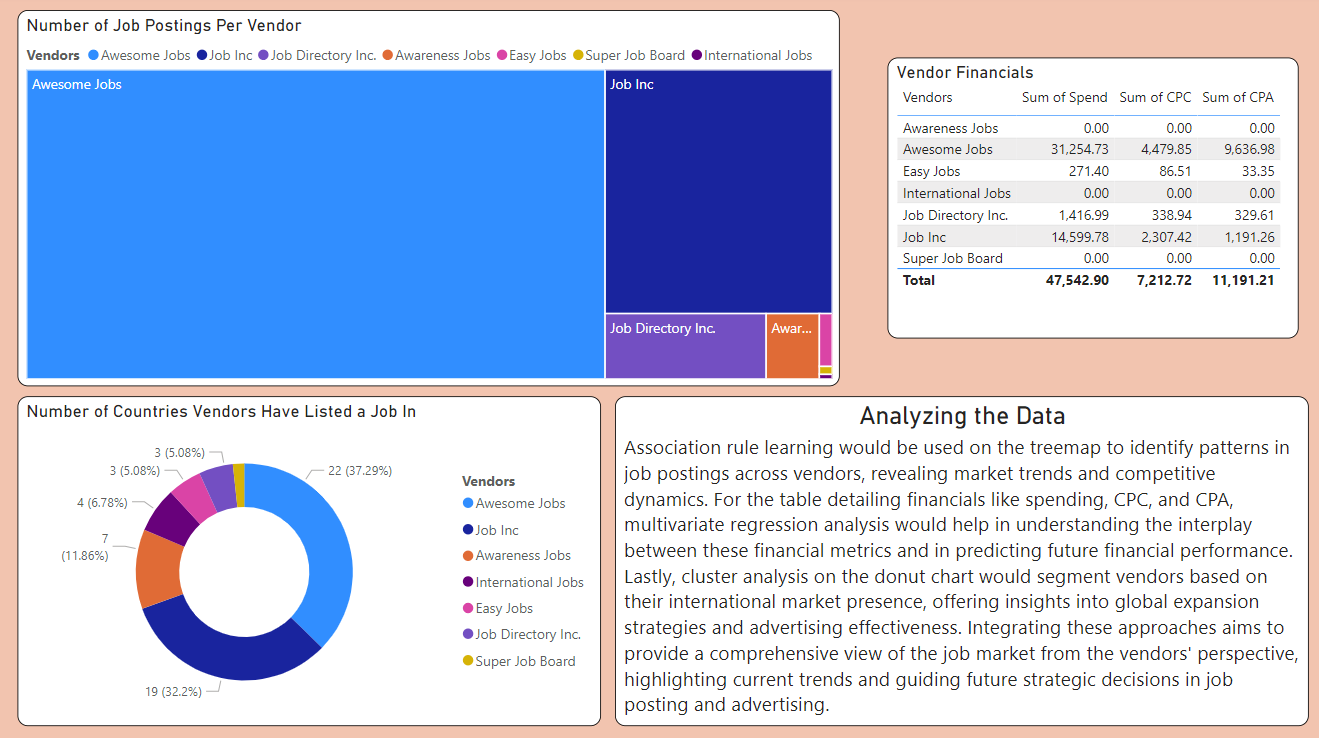 Number of Job Postings Per Vendor
Vendors Awesome Jobs Job Inc Job Directory Inc. Awareness Jobs Easy Jobs Super Job Board International Jobs
Awesome Jobs
Job Inc
Job Directory Inc.
Awar...
Vendor Financials
Vendors Sum of Spend Sum of CPC Sum of CPA
Awareness Jobs 0.00 0.00 0.00
Awesome Jobs 31,254.73 4,479.85 9,636.98
Easy Jobs 271.40 86.51 33.35
International Jobs 0.00 0.00 0.00
Job Directory Inc. 1,416.99 338.94 329.61
Job Inc 14,599.78 2,307.42 1,191.26
Super Job Board 0.00 0.00 0.00
Total 47,542.90 7,212.72 11,191.21
Number of Countries Vendors Have Listed a Job In
3 (5.08%)
3 (5.08%)
4 (6.78%)
7
(11.86%)
19 (32.2%)
22 (37.29%)
Vendors
Awesome Jobs
Job Inc
Awareness Jobs
International Jobs
Easy Jobs
Job Directory Inc.
Super Job Board
Analyzing the Data
Association rule learning would be used on the treemap to identify patterns in
job postings across vendors, revealing market trends and competitive
dynamics. For the table detailing financials like spending, CPC, and CPA,
multivariate regression analysis would help in understanding the interplay
between these financial metrics and in predicting future financial performance.
Lastly, cluster analysis on the donut chart would segment vendors based on
their international market presence, offering insights into global expansion
strategies and advertising effectiveness. Integrating these approaches aims to
provide a comprehensive view of the job market from the vendors' perspective,
highlighting current trends and guiding future strategic decisions in job
posting and advertising.